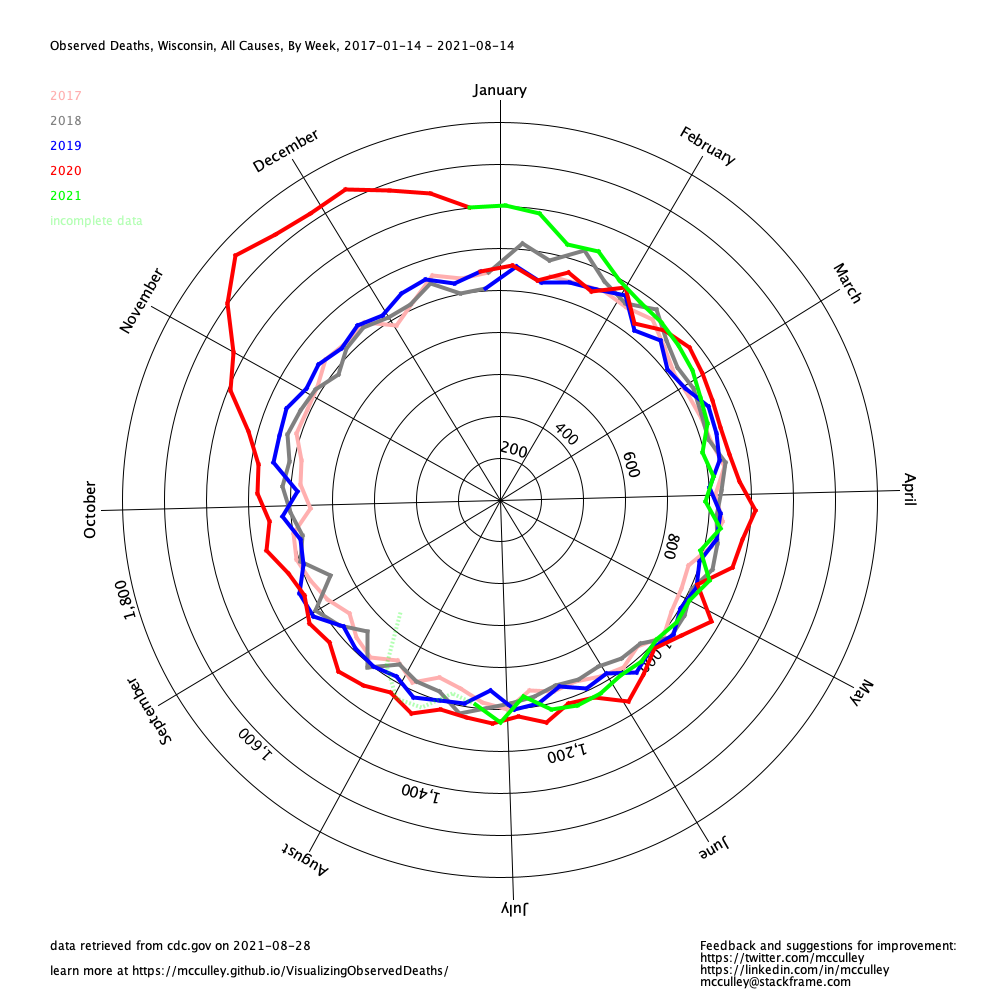 Observed Deaths, Wisconsin, All Causes, By Week, 2017-01-14 - 2021-08-14
January
2017
2018
2019
2020
2021
incomplete data
December
February
November
March
200
400
600
October
April
800
1,800
1,000
September
May
1,600
1,200
1,400
August
June
July
data retrieved from cdc.gov on 2021-08-28
learn more at https://mcculley.github.io/VisualizingObservedDeaths/
Feedback and suggestions for improvement:
https://twitter.com/mcculley
https://linkedin.com/in/mcculley
mcculley@stackframe.com